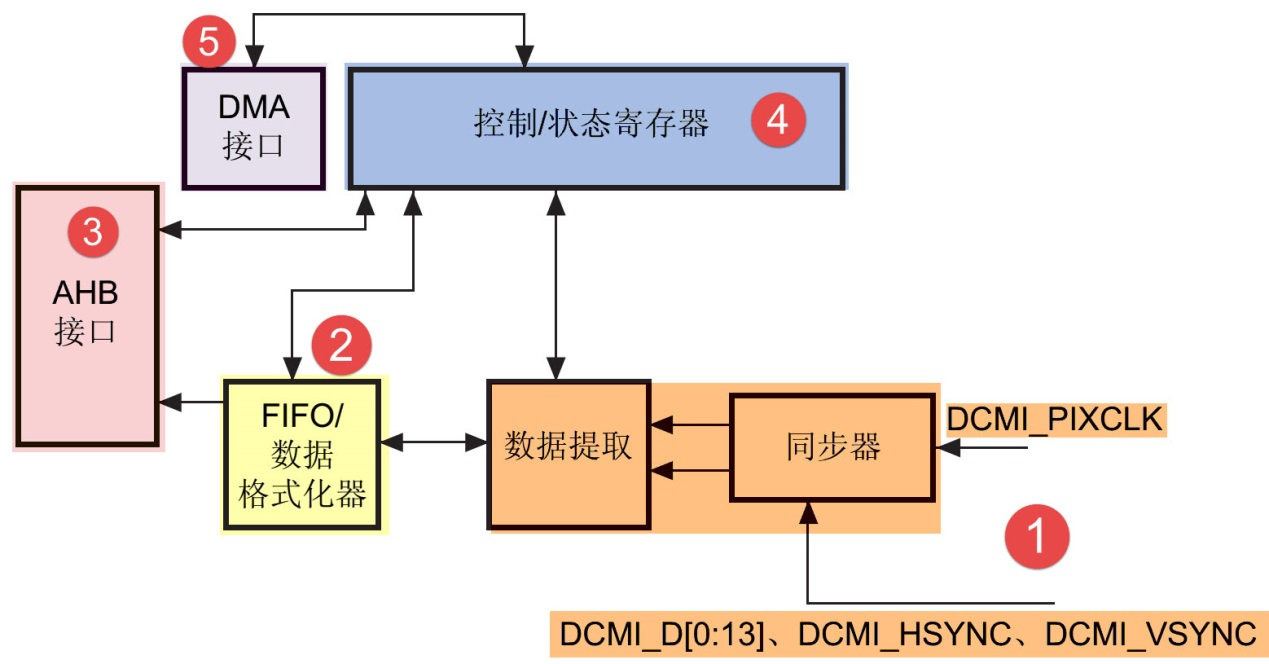 5
DMA
接口
控制/状态寄存器
4
3
AHB
接口
2
FIFO/
数据
格式化器
数据提取
同步器
DCMI_PIXCLK
1
DCMI_D[0:13]、DCMI_HSYNC、DCMI_VSYNC